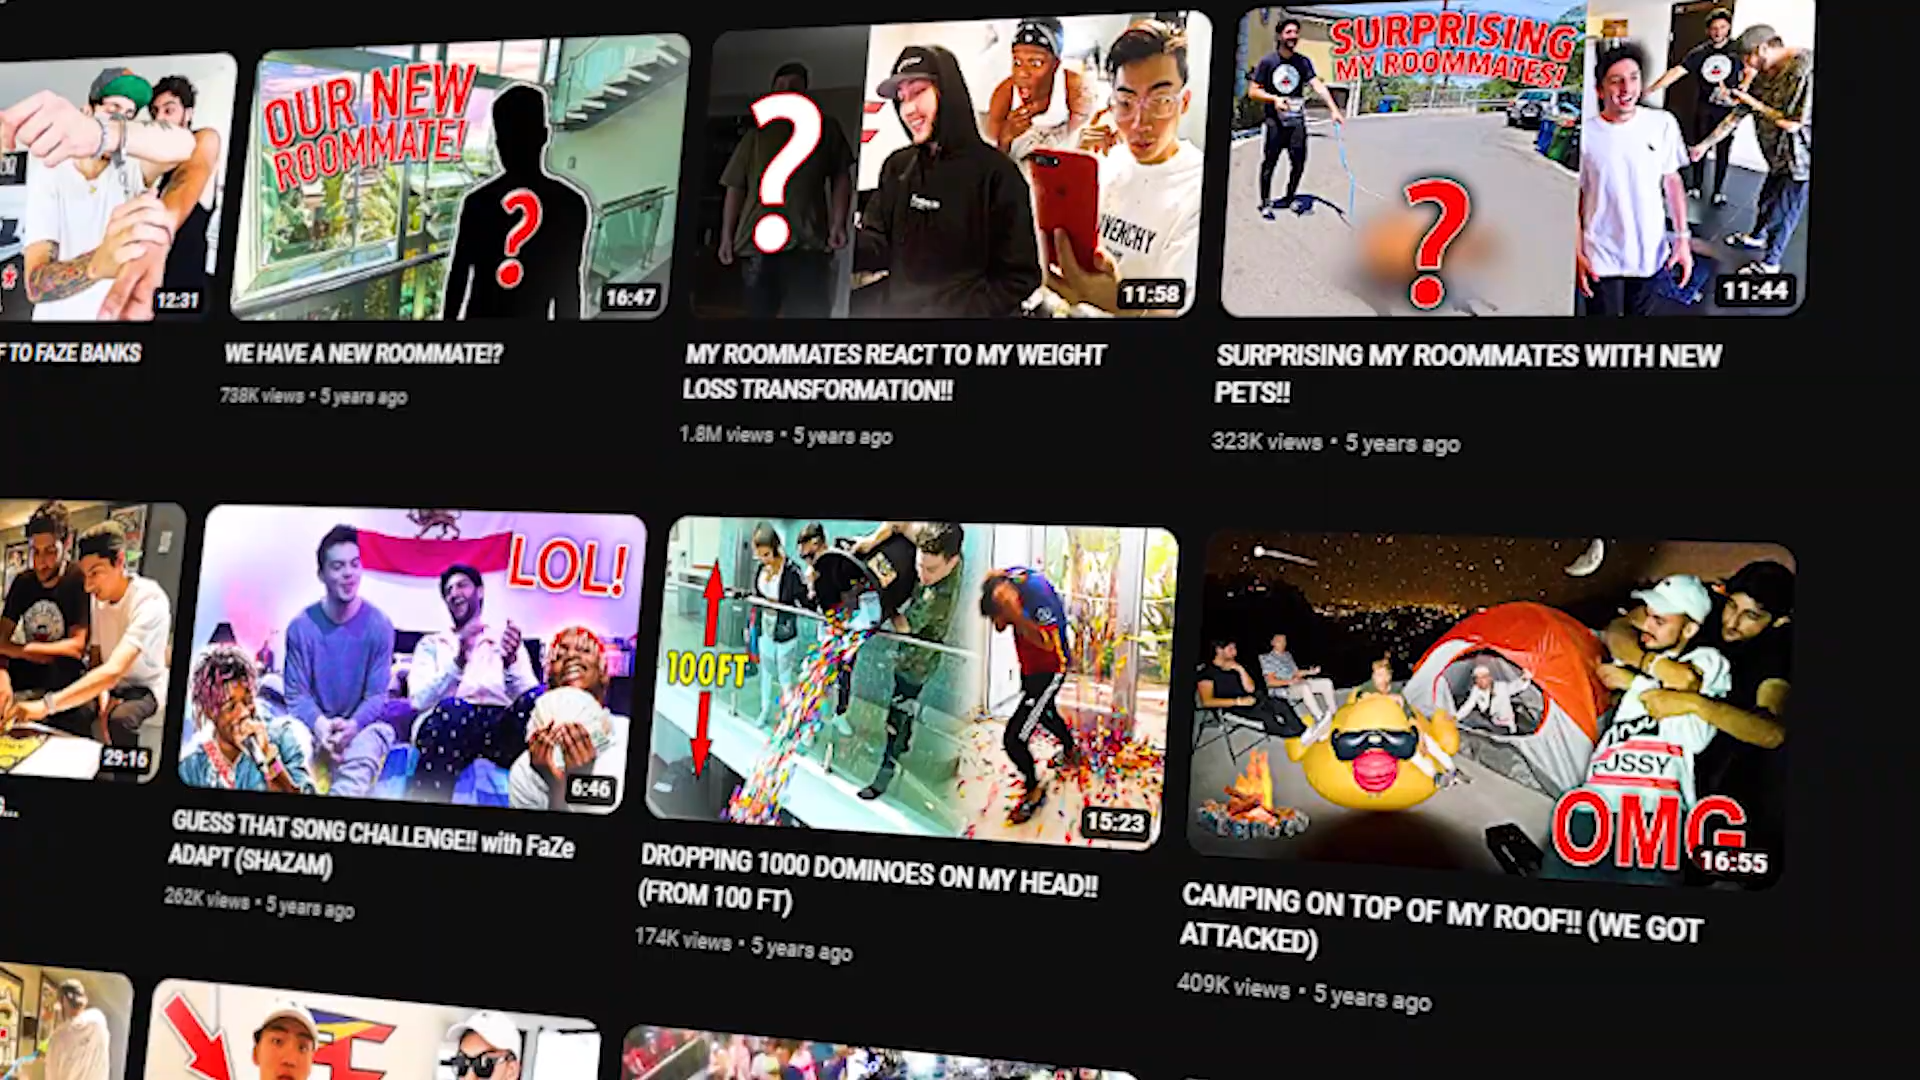 OUR NEW
ROOMMATE!
?
?
SURPRISING
MY ROOMMATES!
?
GIVENCHY
12:31
16:47
11:58
11:44
F TO FAZE BANKS
WE HAVE A NEW ROOMMATE!?
738K views • 5 years ago
MY ROOMMATES REACT TO MY WEIGHT
LOSS TRANSFORMATION!!
1.8M views • 5 years ago
SURPRISING MY ROOMMATES WITH NEW
PETS!!
323K views • 5 years ago
LOL!
100FT
USSY
OMG
29:16
6:46
15:23
16:55
...
GUESS THAT SONG CHALLENGE!! with FaZe
ADAPT (SHAZAM)
262K views • 5 years ago
DROPPING 1000 DOMINOES ON MY HEAD!!
(FROM 100 FT)
174K views • 5 years ago
CAMPING ON TOP OF MY ROOF!! (WE GOT
ATTACKED)
409K views • 5 years ago